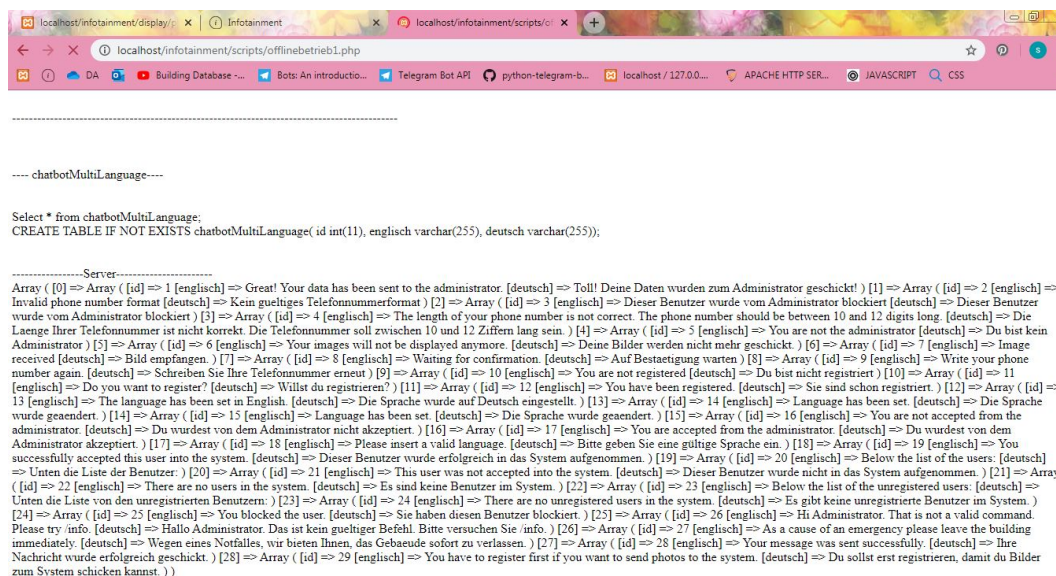 localhost/infotainment/display/p
Infotainment
localhost/infotainment/scripts/of
localhost/infotainment/scripts/offlinebetrieb1.php
DA
Building Database -...
Bots: An introductio...
Telegram Bot API
python-telegram-b...
localhost / 127.0.0....
APACHE HTTP SER...
JAVASCRIPT
CSS
--------------------------------------------------------------------------------------------
---- chatbotMultiLanguage----
Select * from chatbotMultiLanguage;
CREATE TABLE IF NOT EXISTS chatbotMultiLanguage( id int(11), englisch varchar(255), deutsch varchar(255));
-----------------Server-----------------------
Array ( [0] => Array ( [id] => 1 [englisch] => Great! Your data has been sent to the administrator. [deutsch] => Toll! Deine Daten wurden zum Administrator geschickt! ) [1] => Array ( [id] => 2 [englisch] =>
Invalid phone number format [deutsch] => Kein gueltiges Telefonnummerformat ) [2] => Array ( [id] => 3 [englisch] => Dieser Benutzer wurde vom Administrator blockiert [deutsch] => Dieser Benutzer
wurde vom Administrator blockiert ) [3] => Array ( [id] => 4 [englisch] => The length of your phone number is not correct. The phone number should be between 10 and 12 digits long. [deutsch] => Die
Laenge Ihrer Telefonnummer ist nicht korrekt. Die Telefonnummer soll zwischen 10 und 12 Ziffern lang sein. ) [4] => Array ( [id] => 5 [englisch] => You are not the administrator [deutsch] => Du bist kein
Administrator ) [5] => Array ( [id] => 6 [englisch] => Your images will not be displayed anymore. [deutsch] => Deine Bilder werden nicht mehr geschickt. ) [6] => Array ( [id] => 7 [englisch] => Image
received [deutsch] => Bild empfangen. ) [7] => Array ( [id] => 8 [englisch] => Waiting for confirmation. [deutsch] => Auf Bestaetigung warten ) [8] => Array ( [id] => 9 [englisch] => Write your phone
number again. [deutsch] => Schreiben Sie Ihre Telefonnummer erneut ) [9] => Array ( [id] => 10 [englisch] => You are not registered [deutsch] => Du bist nicht registriert ) [10] => Array ( [id] => 11
[englisch] => Do you want to register? [deutsch] => Willst du registrieren? ) [11] => Array ( [id] => 12 [englisch] => You have been registered. [deutsch] => Sie sind schon registriert. ) [12] => Array ( [id] =>
13 [englisch] => The language has been set in English. [deutsch] => Die Sprache wurde auf Deutsch eingestellt. ) [13] => Array ( [id] => 14 [englisch] => Language has been set. [deutsch] => Die Sprache
wurde geaendert. ) [14] => Array ( [id] => 15 [englisch] => Language has been set. [deutsch] => Die Sprache wurde geaendert. ) [15] => Array ( [id] => 16 [englisch] => You are not accepted from the
administrator. [deutsch] => Du wurdest von dem Administrator nicht akzeptiert. ) [16] => Array ( [id] => 17 [englisch] => You are accepted from the administrator. [deutsch] => Du wurdest von dem
Administrator akzeptiert. ) [17] => Array ( [id] => 18 [englisch] => Please insert a valid language. [deutsch] => Bitte geben Sie eine gültige Sprache ein. ) [18] => Array ( [id] => 19 [englisch] => You
successfully accepted this user into the system. [deutsch] => Dieser Benutzer wurde erfolgreich in das System aufgenommen. ) [19] => Array ( [id] => 20 [englisch] => Below the list of the users: [deutsch]
=> Unten die Liste der Benutzer: ) [20] => Array ( [id] => 21 [englisch] => This user was not accepted into the system. [deutsch] => Dieser Benutzer wurde nicht in das System aufgenommen. ) [21] => Array
( [id] => 22 [englisch] => There are no users in the system. [deutsch] => Es sind keine Benutzer im System. ) [22] => Array ( [id] => 23 [englisch] => Below the list of the unregistered users: [deutsch] =>
Unten die Liste von den unregistrierten Benutzern: ) [23] => Array ( [id] => 24 [englisch] => There are no unregistered users in the system. [deutsch] => Es gibt keine unregistrierte Benutzer im System. )
[24] => Array ( [id] => 25 [englisch] => You blocked the user. [deutsch] => Sie haben diesen Benutzer blockiert. ) [25] => Array ( [id] => 26 [englisch] => Hi Administrator. That is not a valid command.
Please try /info. [deutsch] => Hallo Administrator. Das ist kein gueltiger Befehl. Bitte versuchen Sie /info. ) [26] => Array ( [id] => 27 [englisch] => As a cause of an emergency please leave the building
immediately. [deutsch] => Wegen eines Notfalles, wir bieten Ihnen, das Gebaeude sofort zu verlassen. ) [27] => Array ( [id] => 28 [englisch] => Your message was sent successfully. [deutsch] => Ihre
Nachricht wurde erfolgreich geschickt. ) [28] => Array ( [id] => 29 [englisch] => You have to register first if you want to send photos to the system. [deutsch] => Du sollst erst registrieren, damit du Bilder
zum System schicken kannst. ) )